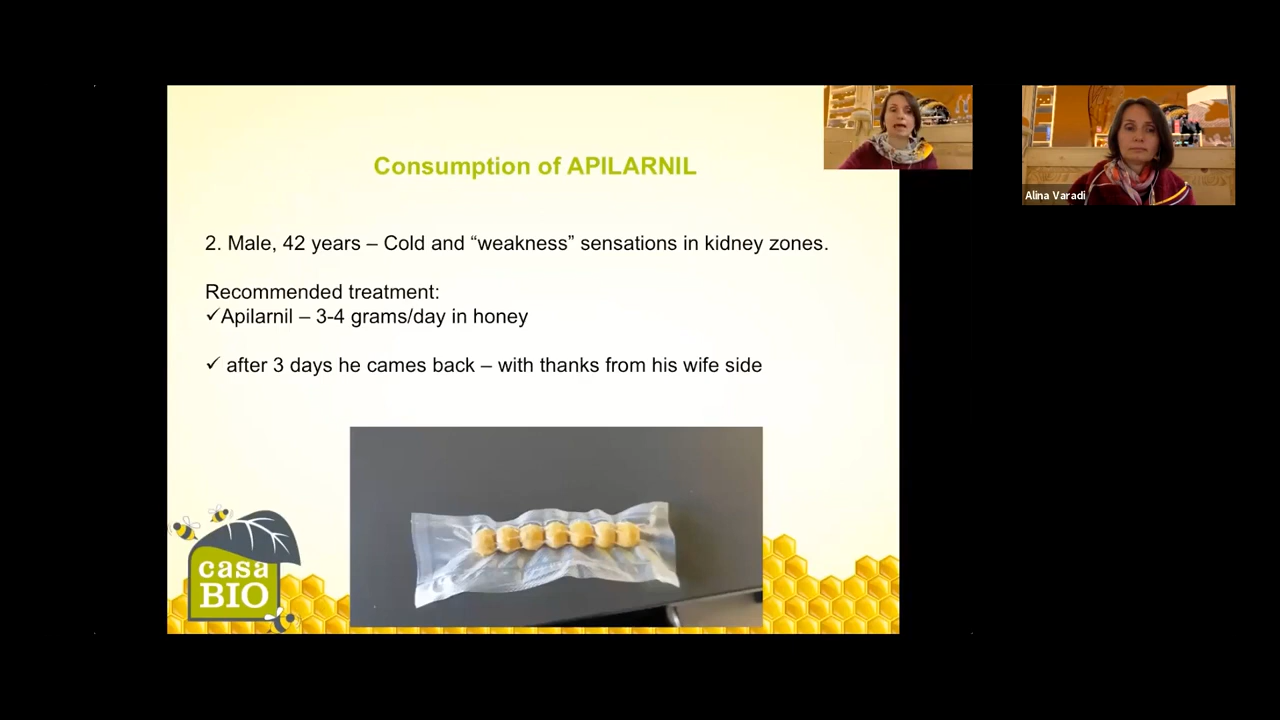 Consumption of APILARNIL
2. Male, 42 years – Cold and “weakness” sensations in kidney zones.
Recommended treatment:
✓Apilarnil – 3-4 grams/day in honey
✓ after 3 days he cames back – with thanks from his wife side
casa
BIO
Alina Varadi